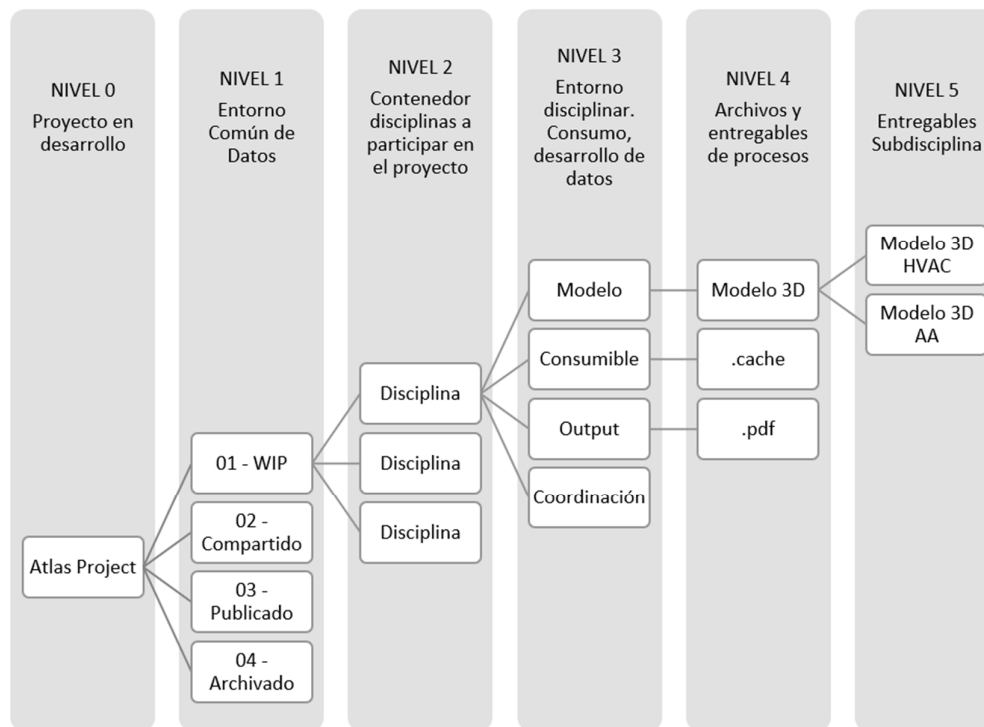 NIVEL 0
Proyecto en
desarrollo
NIVEL 1
Entorno
Común de
Datos
NIVEL 2
Contenedor
disciplinas a
participar en
el proyecto
NIVEL 3
Entorno
disciplinar.
Consumo,
desarrollo de
datos
NIVEL 4
Archivos y
entregables
de procesos
NIVEL 5
Entregables
Subdisciplina
Atlas Project
01 - WIP
02 -
Compartido
03 -
Publicado
04 -
Archivado
Disciplina
Disciplina
Disciplina
Modelo
Consumible
Output
Coordinación
Modelo 3D
.cache
.pdf
Modelo 3D
HVAC
Modelo 3D
AA